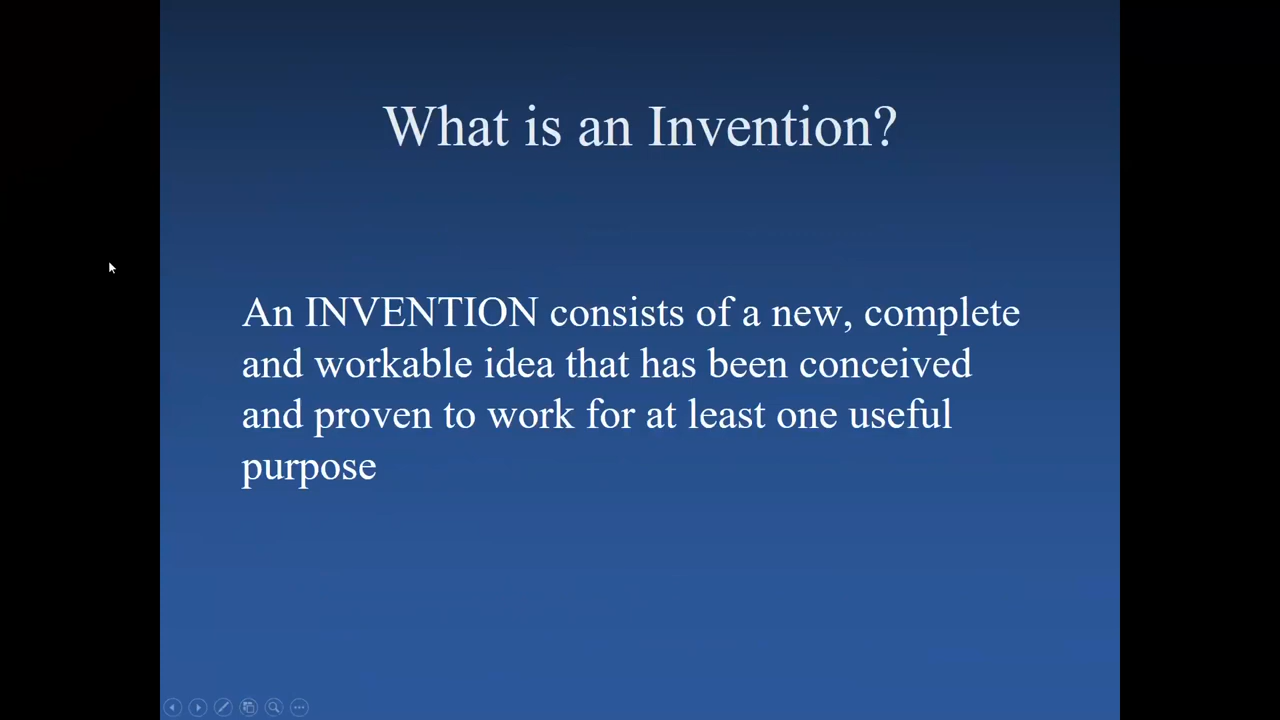 What is an Invention?
An INVENTION consists of a new, complete
and workable idea that has been conceived
and proven to work for at least one useful
purpose